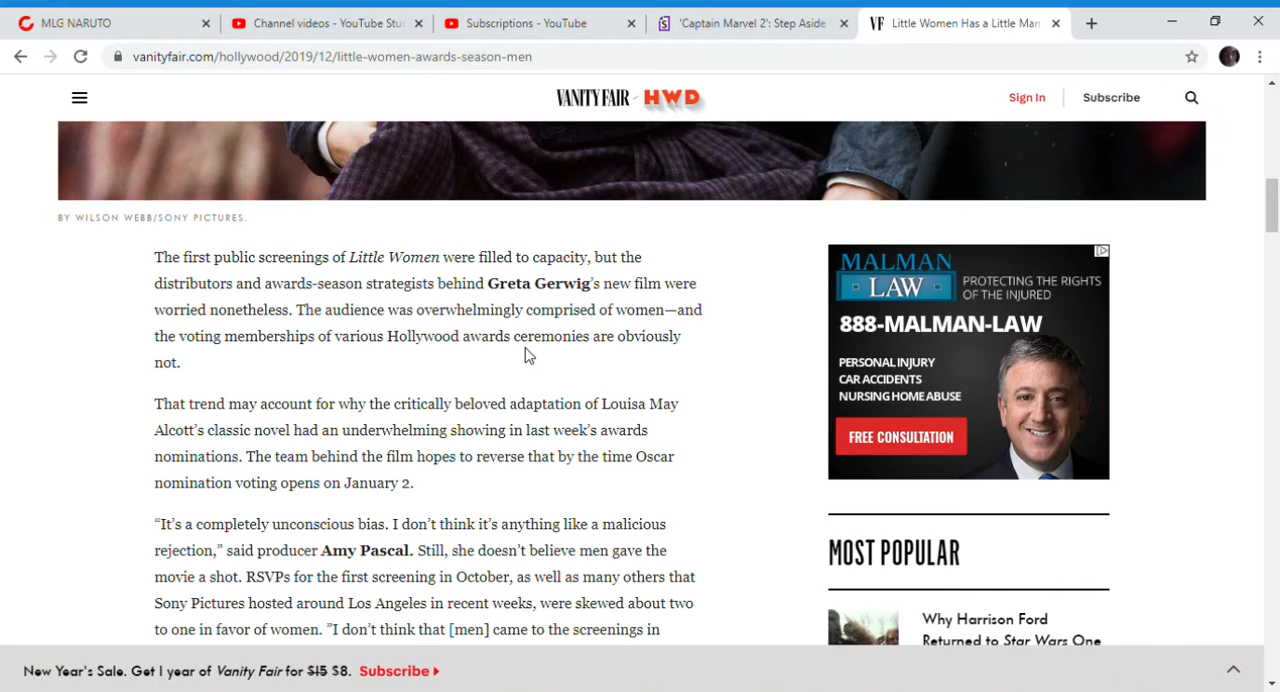 MLG NARUTO
Channel videos - YouTube Stu
Subscriptions - YouTube
'Captain Marvel 2': Step Aside
VF Little Women Has a Little Man
vanityfair.com/hollywood/2019/12/little-women-awards-season-men
VANITY FAIR HWD
Sign In
Subscribe
BY WILSON WEBB/SONY PICTURES.
The first public screenings of Little Women were filled to capacity, but the
distributors and awards-season strategists behind Greta Gerwig's new film were
worried nonetheless. The audience was overwhelmingly comprised of women—and
the voting memberships of various Hollywood awards ceremonies are obviously
not.
That trend may account for why the critically beloved adaptation of Louisa May
Alcott's classic novel had an underwhelming showing in last week's awards
nominations. The team behind the film hopes to reverse that by the time Oscar
nomination voting opens on January 2.
“It's a completely unconscious bias. I don't think it's anything like a malicious
rejection,” said producer Amy Pascal. Still, she doesn't believe men gave the
movie a shot. RSVPs for the first screening in October, as well as many others that
Sony Pictures hosted around Los Angeles in recent weeks, were skewed about two
to one in favor of women. ”I don't think that [men] came to the screenings in
MALMAN
LAW
PROTECTING THE RIGHTS
OF THE INJURED
888-MALMAN-LAW
PERSONAL INJURY
CAR ACCIDENTS
NURSING HOME ABUSE
FREE CONSULTATION
MOST POPULAR
Why Harrison Ford
Returned to Star Wars One
New Year's Sale. Get 1 year of Vanity Fair for $15 $8. Subscribe